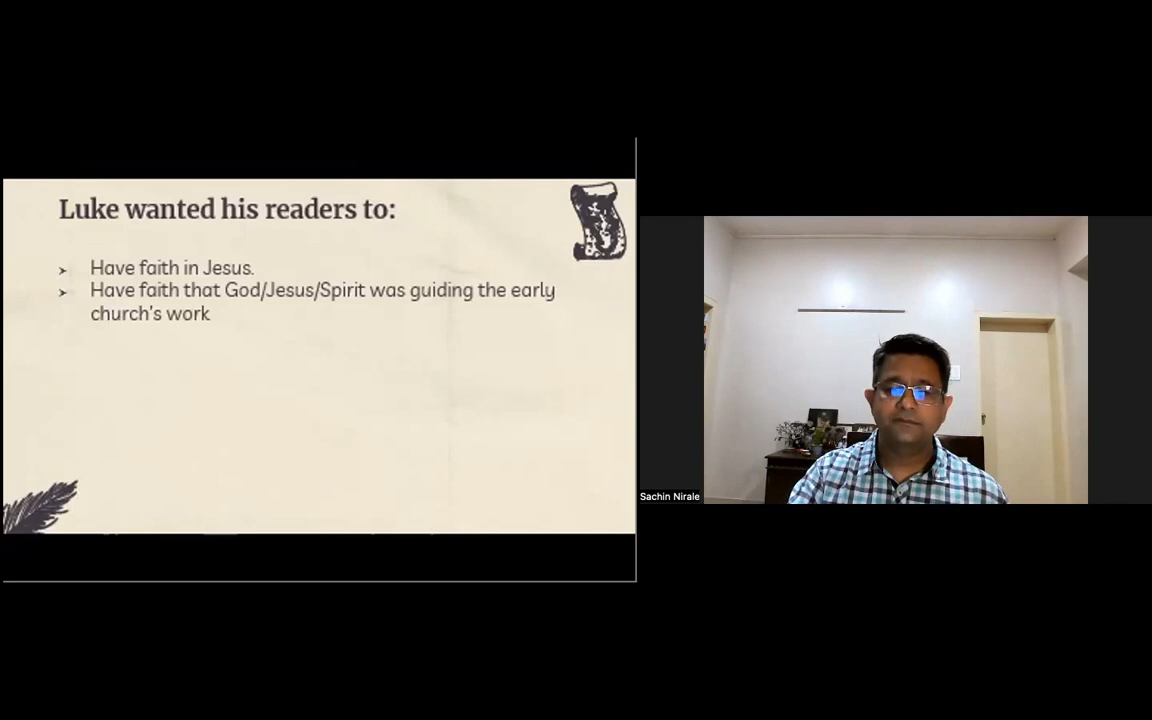 Luke wanted his readers to:
➤ Have faith in Jesus.
➤ Have faith that God/Jesus/Spirit was guiding the early
church's work
Sachin Nirale